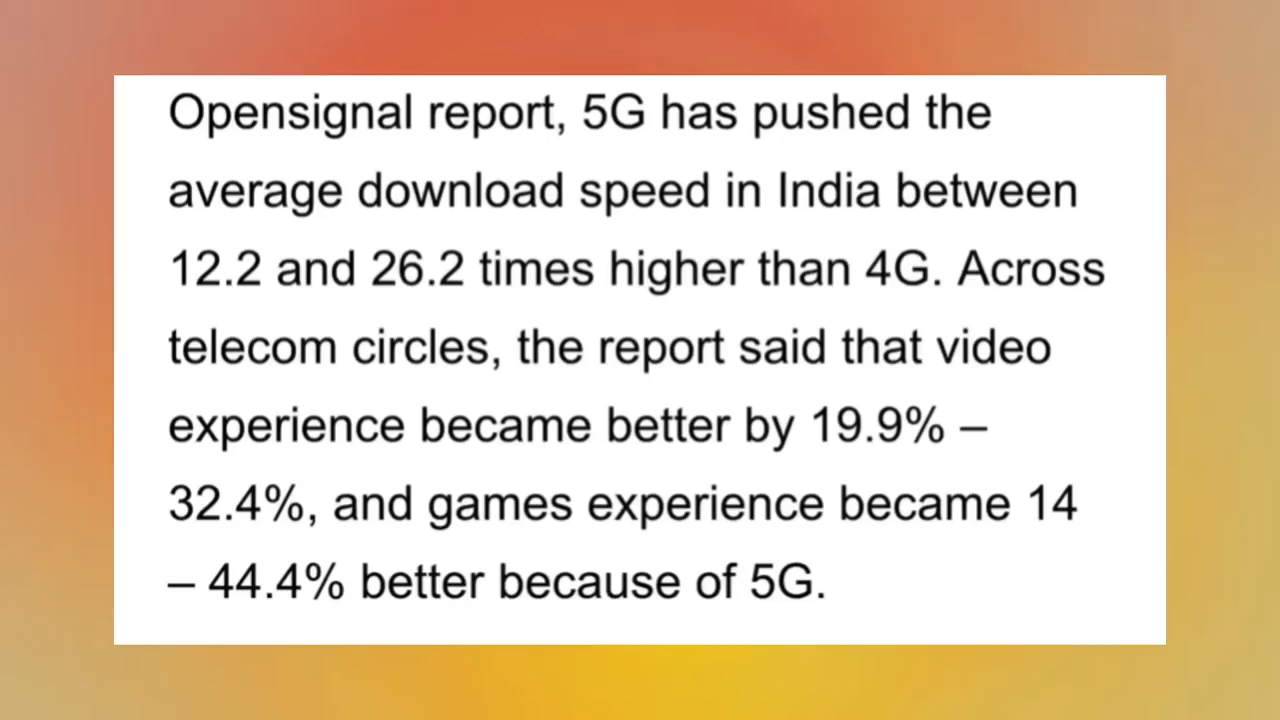 Opensignal report, 5G has pushed the
average download speed in India between
12.2 and 26.2 times higher than 4G. Across
telecom circles, the report said that video
experience became better by 19.9% –
32.4%, and games experience became 14
– 44.4% better because of 5G.